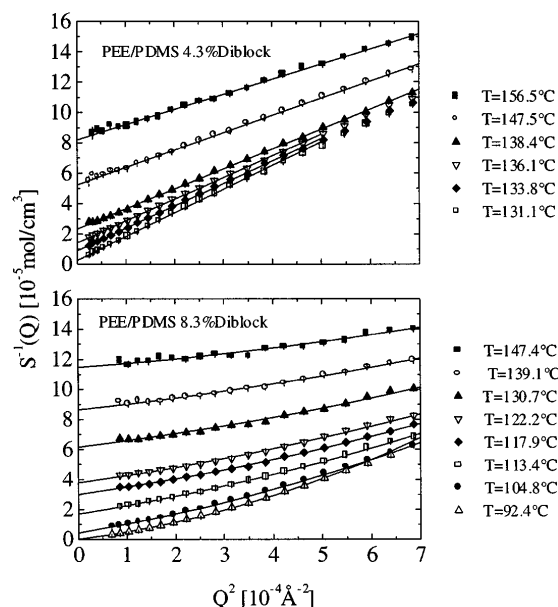 16
14
12
10
8
6
4
2
0
PEE/PDMS 4.3%Diblock
T=156.5°C
T=147.5°C
T=138.4°C
T=136.1°C
T=133.8°C
T=131.1°C
S⁻¹(Q) [10⁻⁵mol/cm³]
16
14
12
10
8
6
4
2
0
PEE/PDMS 8.3%Diblock
T=147.4°C
T=139.1°C
T=130.7°C
T=122.2°C
T=117.9°C
T=113.4°C
T=104.8°C
T=92.4°C
0 1 2 3 4 5 6 7
Q² [10⁻⁴Å⁻²]